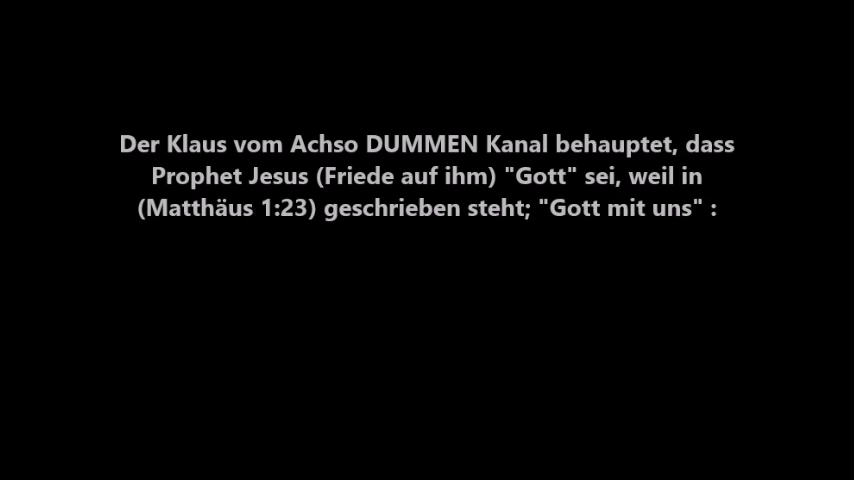 Der Klaus vom Achso DUMMEN Kanal behauptet, dass
Prophet Jesus (Friede auf ihm) "Gott" sei, weil in
(Matthäus 1:23) geschrieben steht; "Gott mit uns" :